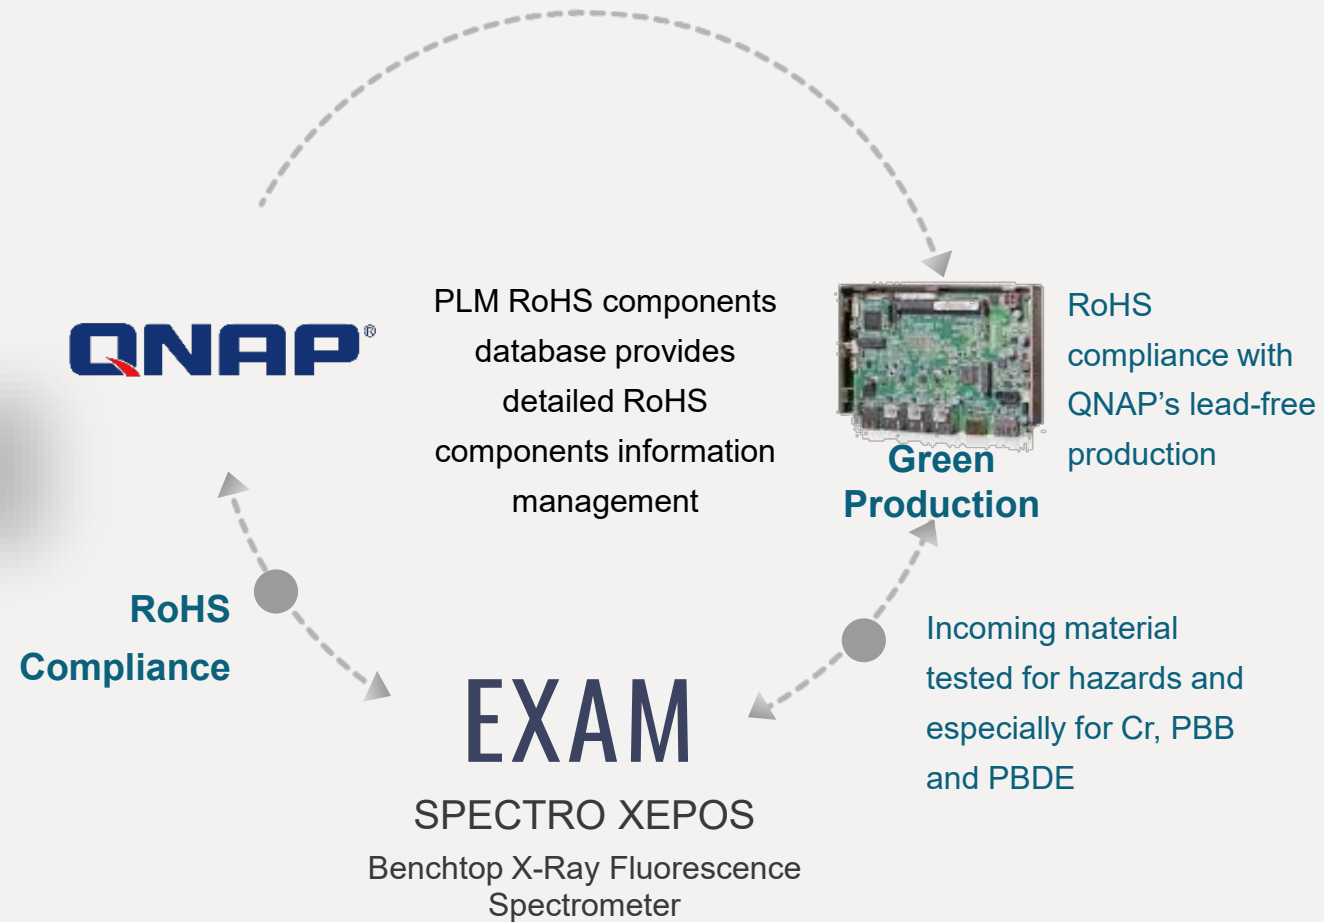 QNAP®
PLM RoHS components
database provides
detailed RoHS
components information
management
Green
Production
RoHS
compliance with
QNAP’s lead-free
production
RoHS
Compliance
Incoming material
tested for hazards and
especially for Cr, PBB
and PBDE
EXAM
SPECTRO XEPOS
Benchtop X-Ray Fluorescence
Spectrometer